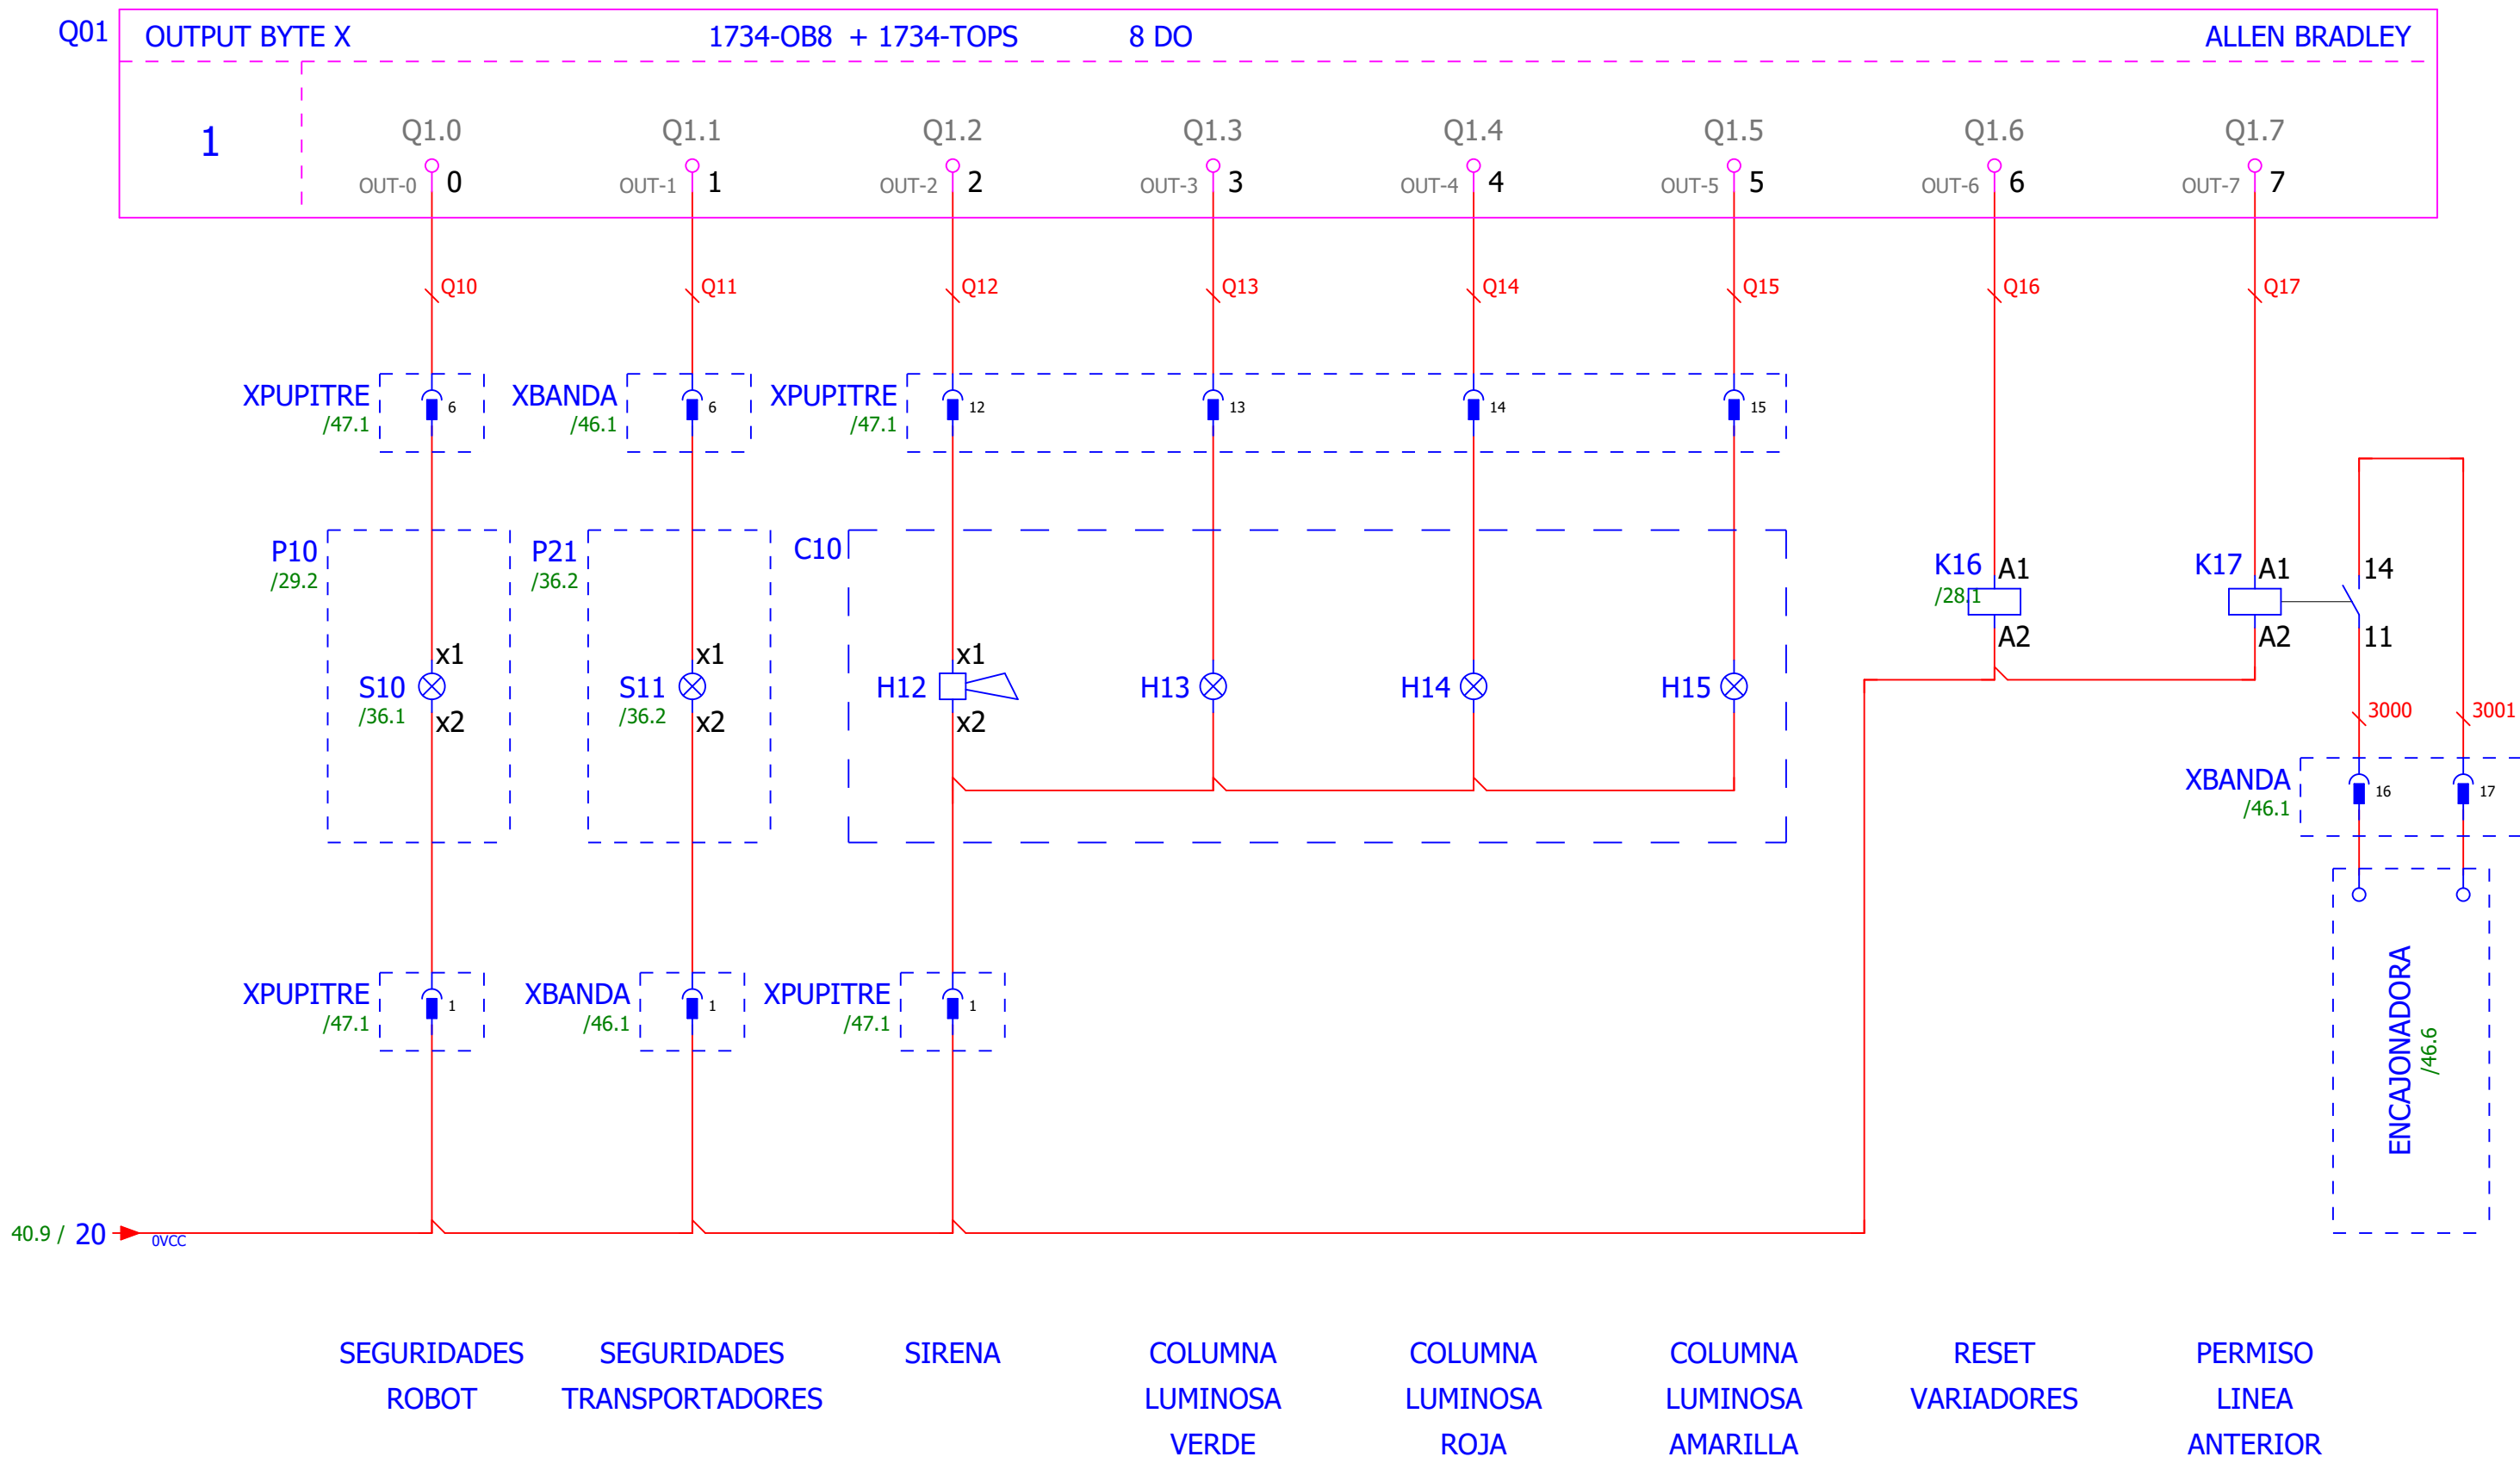 Q01
OUTPUT BYTE X 1734-OB8 + 1734-TOPS 8 DO ALLEN BRADLEY
1
Q1.0 Q1.1 Q1.2 Q1.3 Q1.4 Q1.5 Q1.6 Q1.7
OUT-0 0 OUT-1 1 OUT-2 2 OUT-3 3 OUT-4 4 OUT-5 5 OUT-6 6 OUT-7 7
Q10 Q11 Q12 Q13 Q14 Q15 Q16 Q17
XPUPITRE 6 XBANDA 6 XPUPITRE 12 13 14 15
/47.1 /46.1 /47.1
P10 P21 C10 K16 A1 K17 A1 14
/29.2 /36.2 /28.1
A2 A2 11
x1 x1 x1
S10 S11 H12 H13 H14 H15
/36.1 /36.2
x2 x2 x2
3000 3001
XBANDA 16 17
/46.1
XPUPITRE 1 XBANDA 1 XPUPITRE 1
/47.1 /46.1 /47.1
ENCAJONADORA
/46.6
40.9 / 20 0VCC
SEGURIDADES SEGURIDADES SIRENA COLUMNA COLUMNA COLUMNA RESET PERMISO
ROBOT TRANSPORTADORES LUMINOSA LUMINOSA LUMINOSA VARIADORES LINEA
VERDE ROJA AMARILLA ANTERIOR